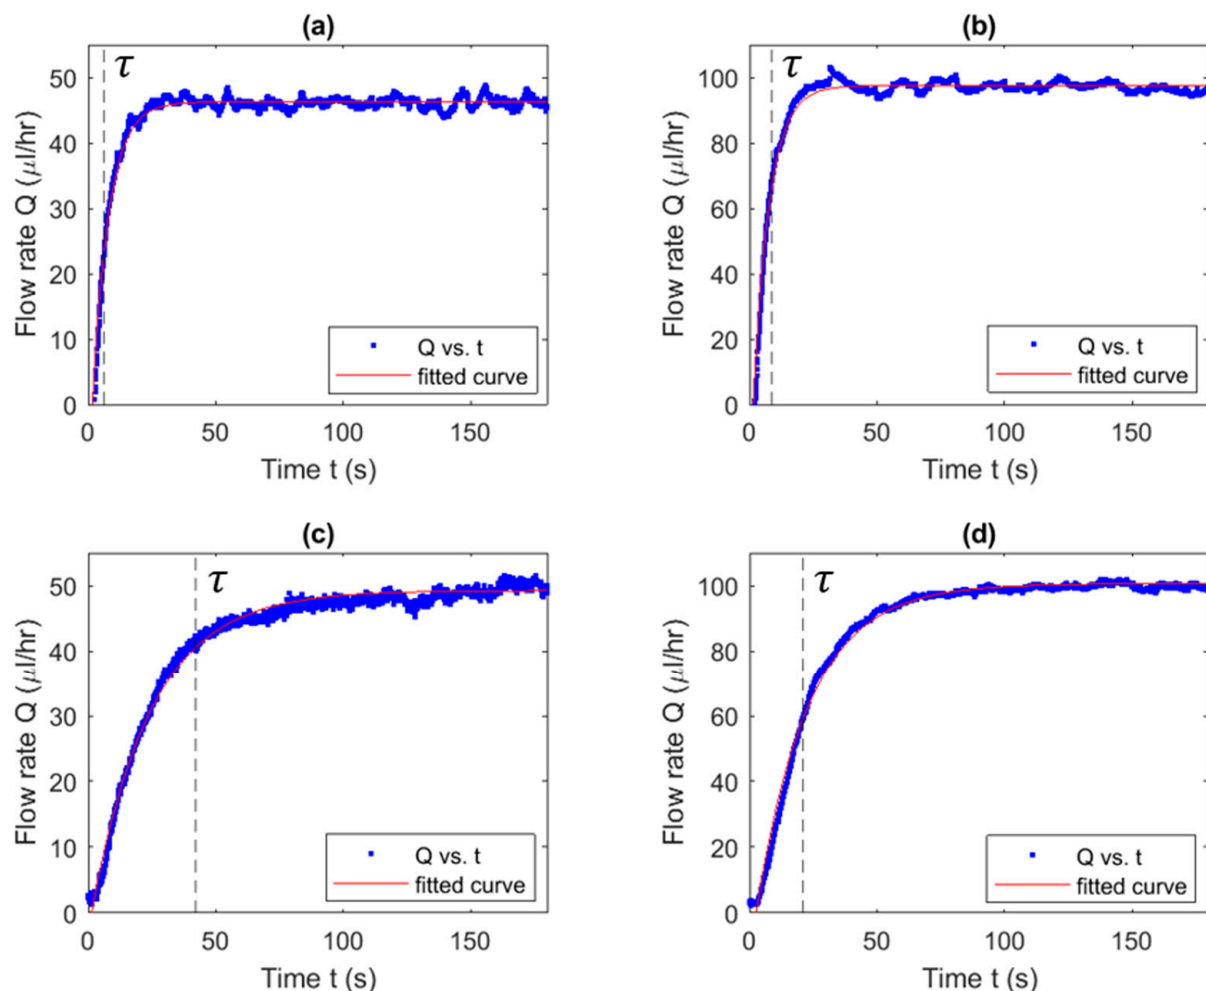 (a)
τ
Flow rate Q (μl/hr)
50
40
30
20
10
0
Q vs. t
fitted curve
0 50 100 150
Time t (s)
(b)
τ
Flow rate Q (μl/hr)
100
80
60
40
20
0
Q vs. t
fitted curve
0 50 100 150
Time t (s)
(c)
τ
Flow rate Q (μl/hr)
50
40
30
20
10
0
Q vs. t
fitted curve
0 50 100 150
Time t (s)
(d)
τ
Flow rate Q (μl/hr)
100
80
60
40
20
0
Q vs. t
fitted curve
0 50 100 150
Time t (s)